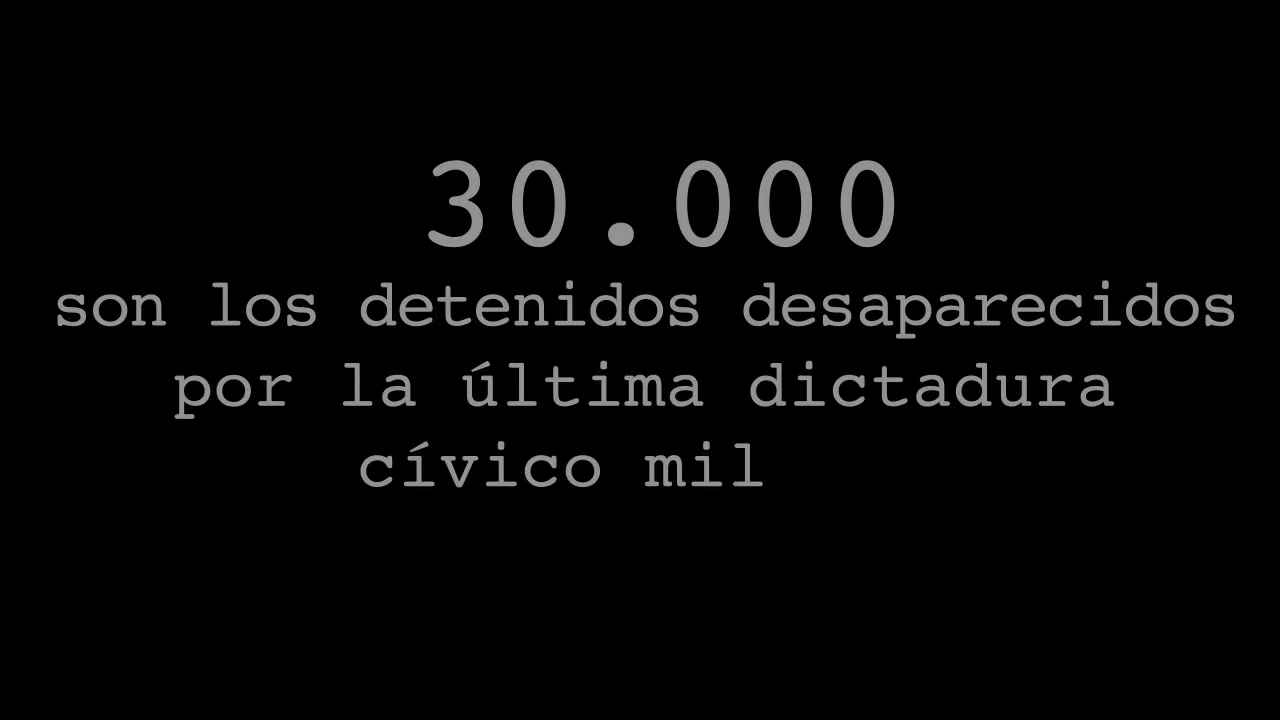 30.000
son los detenidos desaparecidos
por la última dictadura
cívico mil